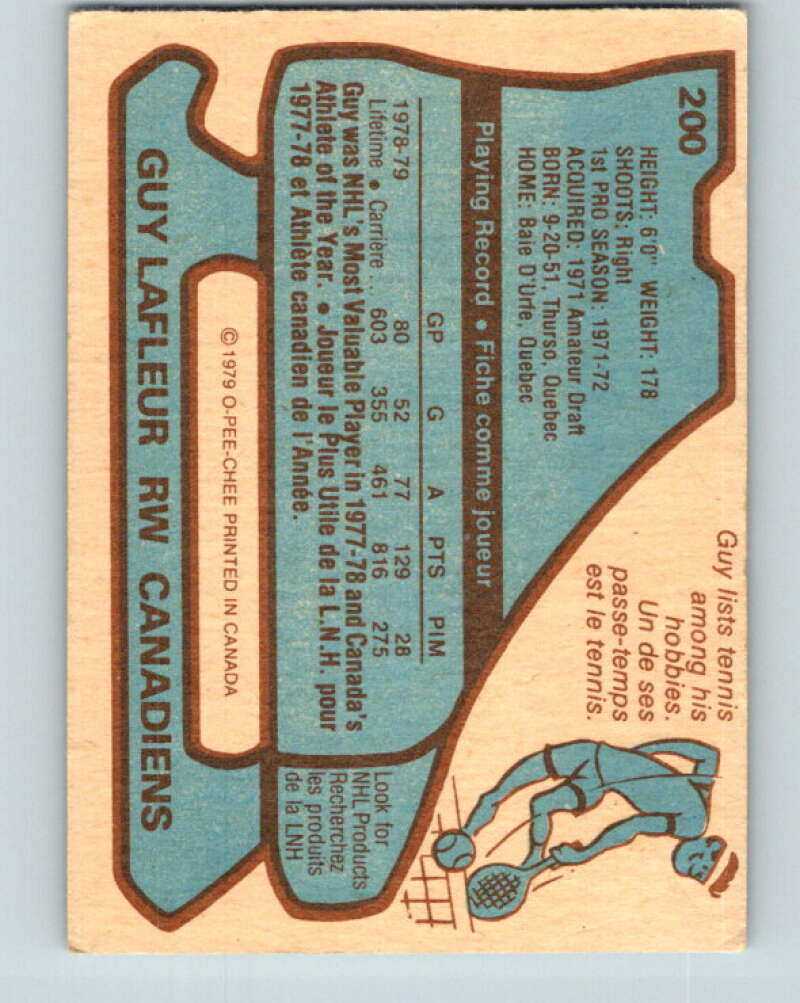 200
HEIGHT: 6'0" WEIGHT: 178
SHOOTS: Right
1st PRO SEASON: 1971-72
ACQUIRED: 1971 Amateur Draft
BORN: 9-20-51, Thurso, Quebec
HOME: Baie D'Urfe, Quebec
Guy lists tennis
among his
hobbies.
Un de ses
passe-temps
est le tennis.
Playing Record • Fiche comme joueur
GP G A PTS PIM
1978-79 80 52 77 129 28
Lifetime • Carrière ... 603 355 461 816 275
Guy was NHL's Most Valuable Player in 1977-78 and Canada's
Athlete of the Year. • Joueur le Plus Utile de la L.N.H. pour
1977-78 et Athlète canadien de l'Année.
Look for
NHL Products
Recherchez
les produits
de la LNH
© 1979 O-PEE-CHEE PRINTED IN CANADA
GUY LAFLEUR RW CANADIENS